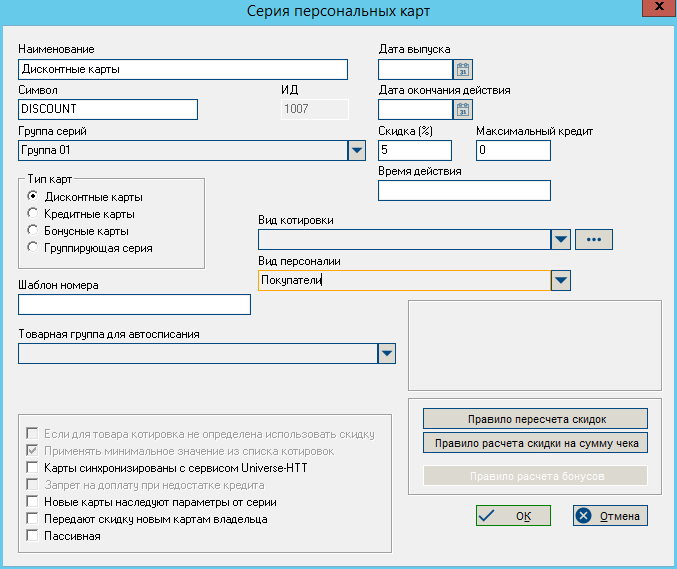 Серия персональных карт
x
Наименование
Дата выпуска
Дисконтные карты
Символ
ИД
Дата окончания действия
DISCOUNT
1007
Группа серий
Скидка (%)
Максимальный кредит
Группа 01
5
0
Тип карт
Время действия
Дисконтные карты
Кредитные карты
Бонусные карты
Группирующая серия
Вид котировки
...
Вид персоналии
Покупатели
Шаблон номера
Товарная группа для автосписания
Если для товара котировка не определена использовать скидку
Применять минимальное значение из списка котировок
Карты синхронизированы с сервисом Universe-HTT
Запрет на доплату при недостатке кредита
Новые карты наследуют параметры от серии
Передают скидку новым картам владельца
Пассивная
Правило пересчета скидок
Правило расчета скидки на сумму чека
Правило расчета бонусов
ОК
Отмена